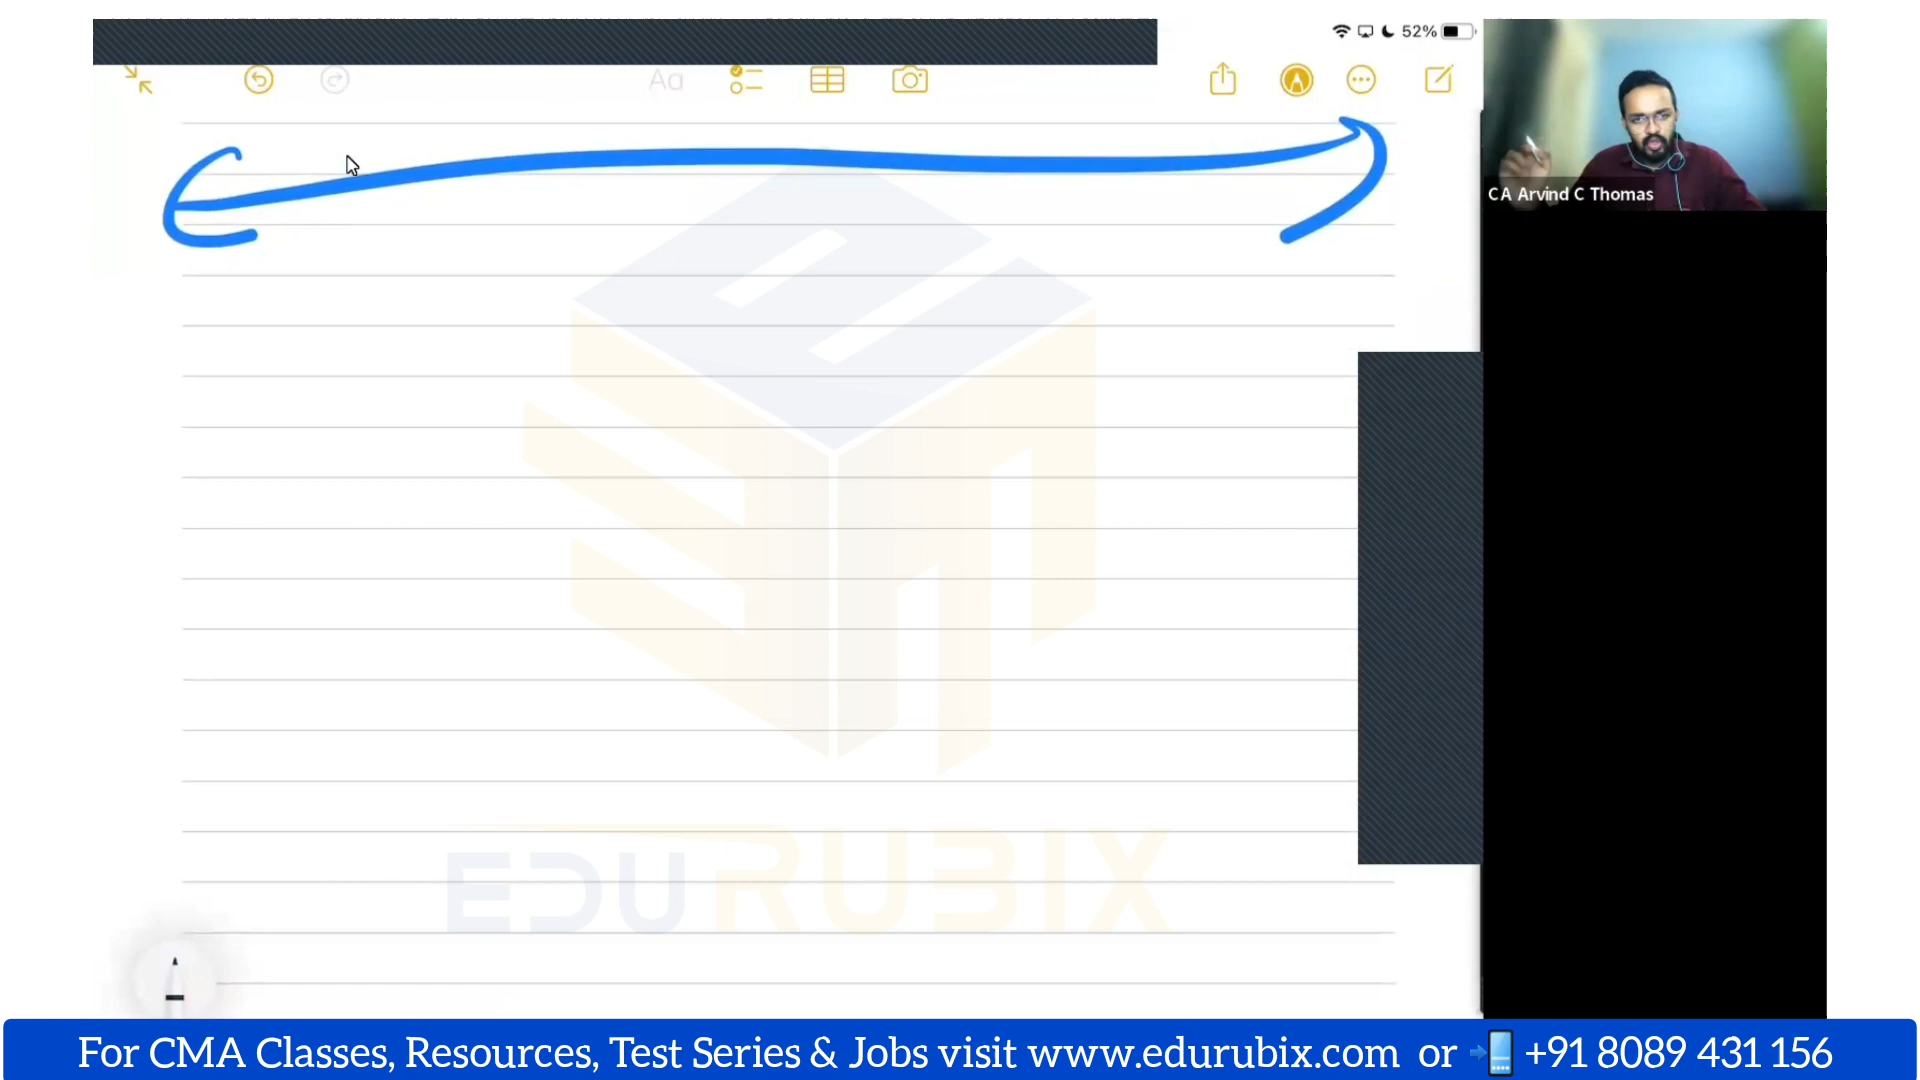 52%
Aa
CA Arvind C Thomas
EDURUBIX
For CMA Classes, Resources, Test Series & Jobs visit www.edurubix.com or +91 8089 431 156